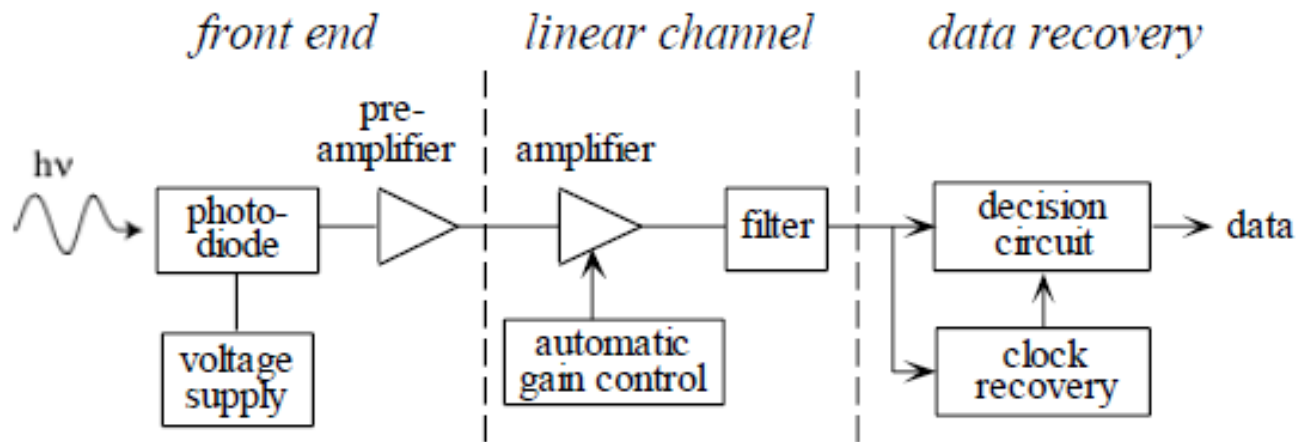 front end
linear channel
data recovery
pre-
amplifier
amplifier
hν
photo-
diode
filter
decision
circuit
data
voltage
supply
automatic
gain control
clock
recovery